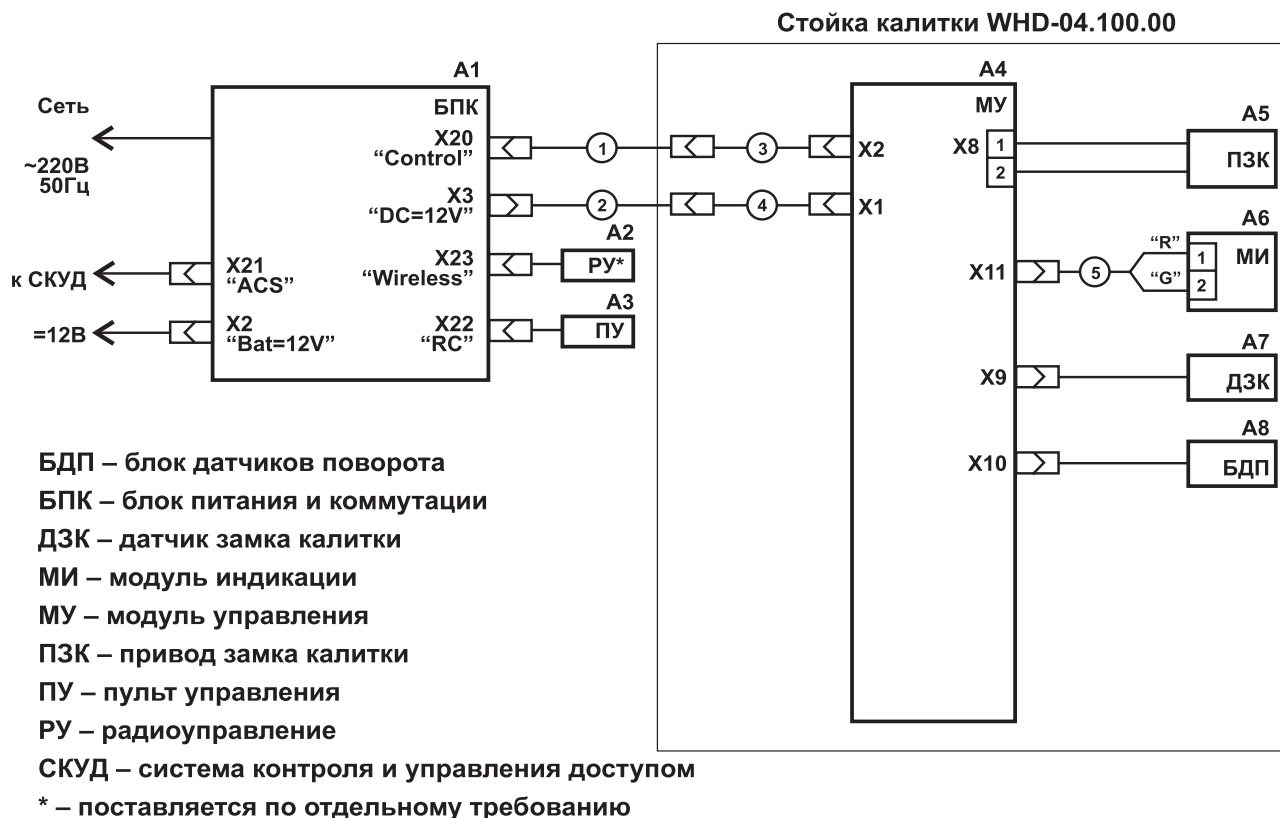 Стойка калитки WHD-04.100.00
A1
A4
Сеть
БПК
МУ
A5
~220В
50Гц
X20
“Control”
1
3
X2
X8
1
2
ПЗК
X3
“DC=12V”
2
4
X1
A2
A6
X21
“ACS”
к СКУД
X23
“Wireless”
РУ*
X11
5
“R”
“G”
1
2
МИ
A3
=12В
X2
“Bat=12V”
X22
“RC”
ПУ
A7
X9
ДЗК
A8
X10
БДП
БДП – блок датчиков поворота
БПК – блок питания и коммутации
ДЗК – датчик замка калитки
МИ – модуль индикации
МУ – модуль управления
ПЗК – привод замка калитки
ПУ – пульт управления
РУ – радиоуправление
СКУД – система контроля и управления доступом
* – поставляется по отдельному требованию